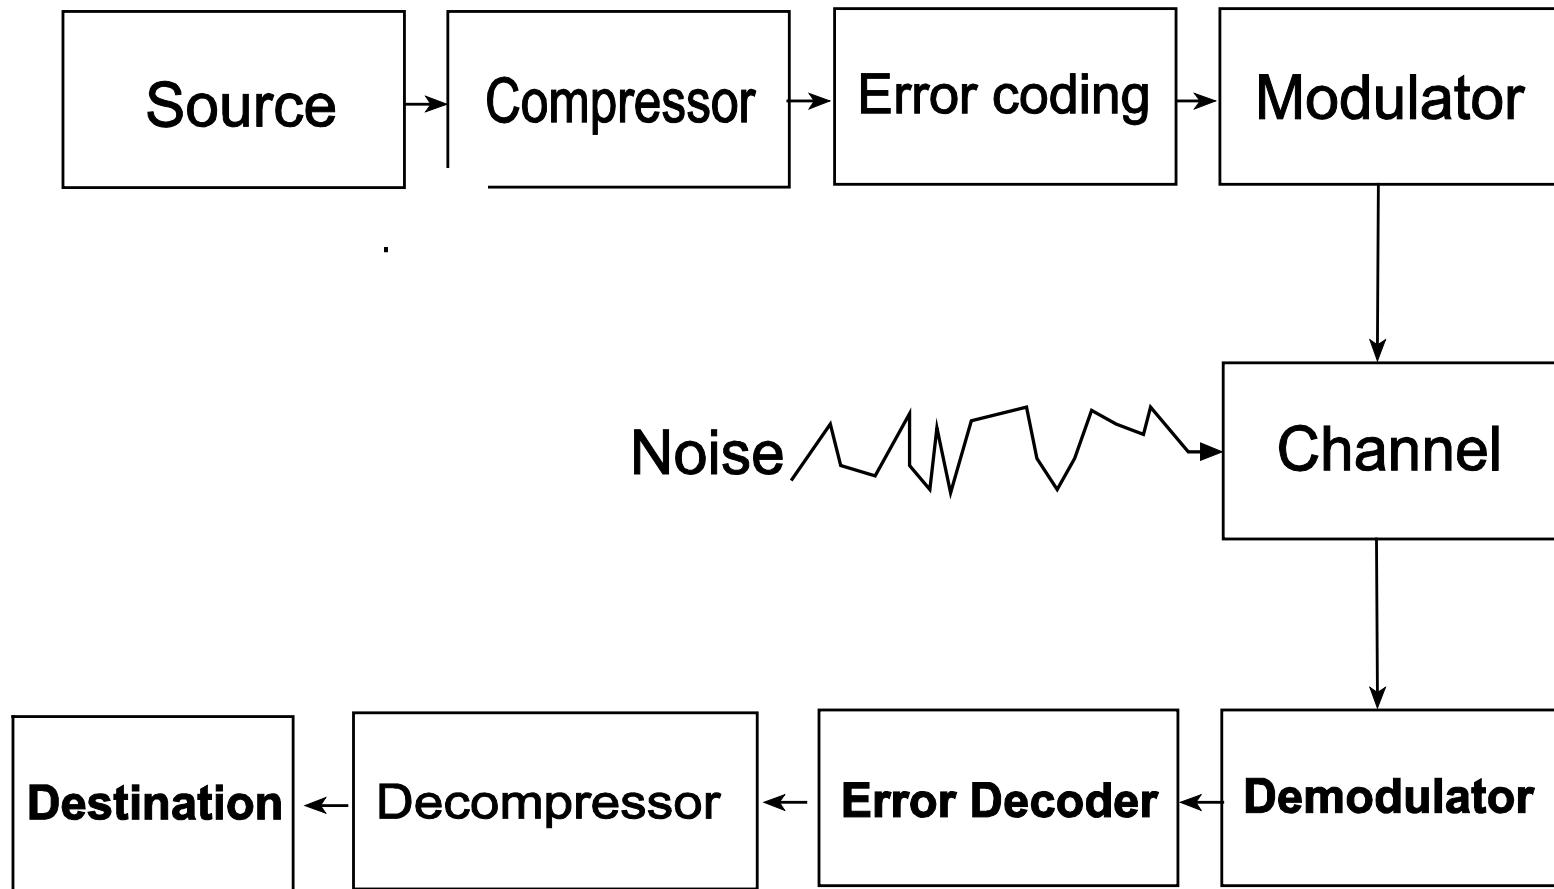 Source
Compressor
Error coding
Modulator
Noise
Channel
Destination
Decompressor
Error Decoder
Demodulator